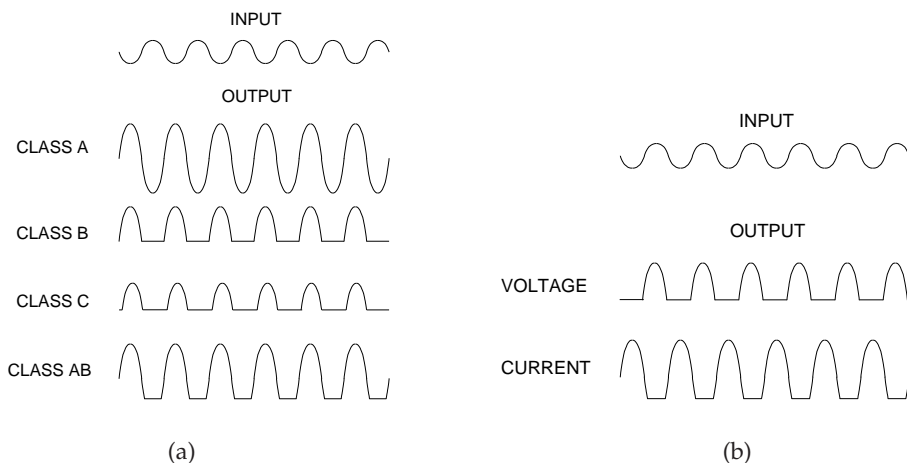 INPUT
OUTPUT
CLASS A
CLASS B
CLASS C
CLASS AB
(a)
INPUT
OUTPUT
VOLTAGE
CURRENT
(b)